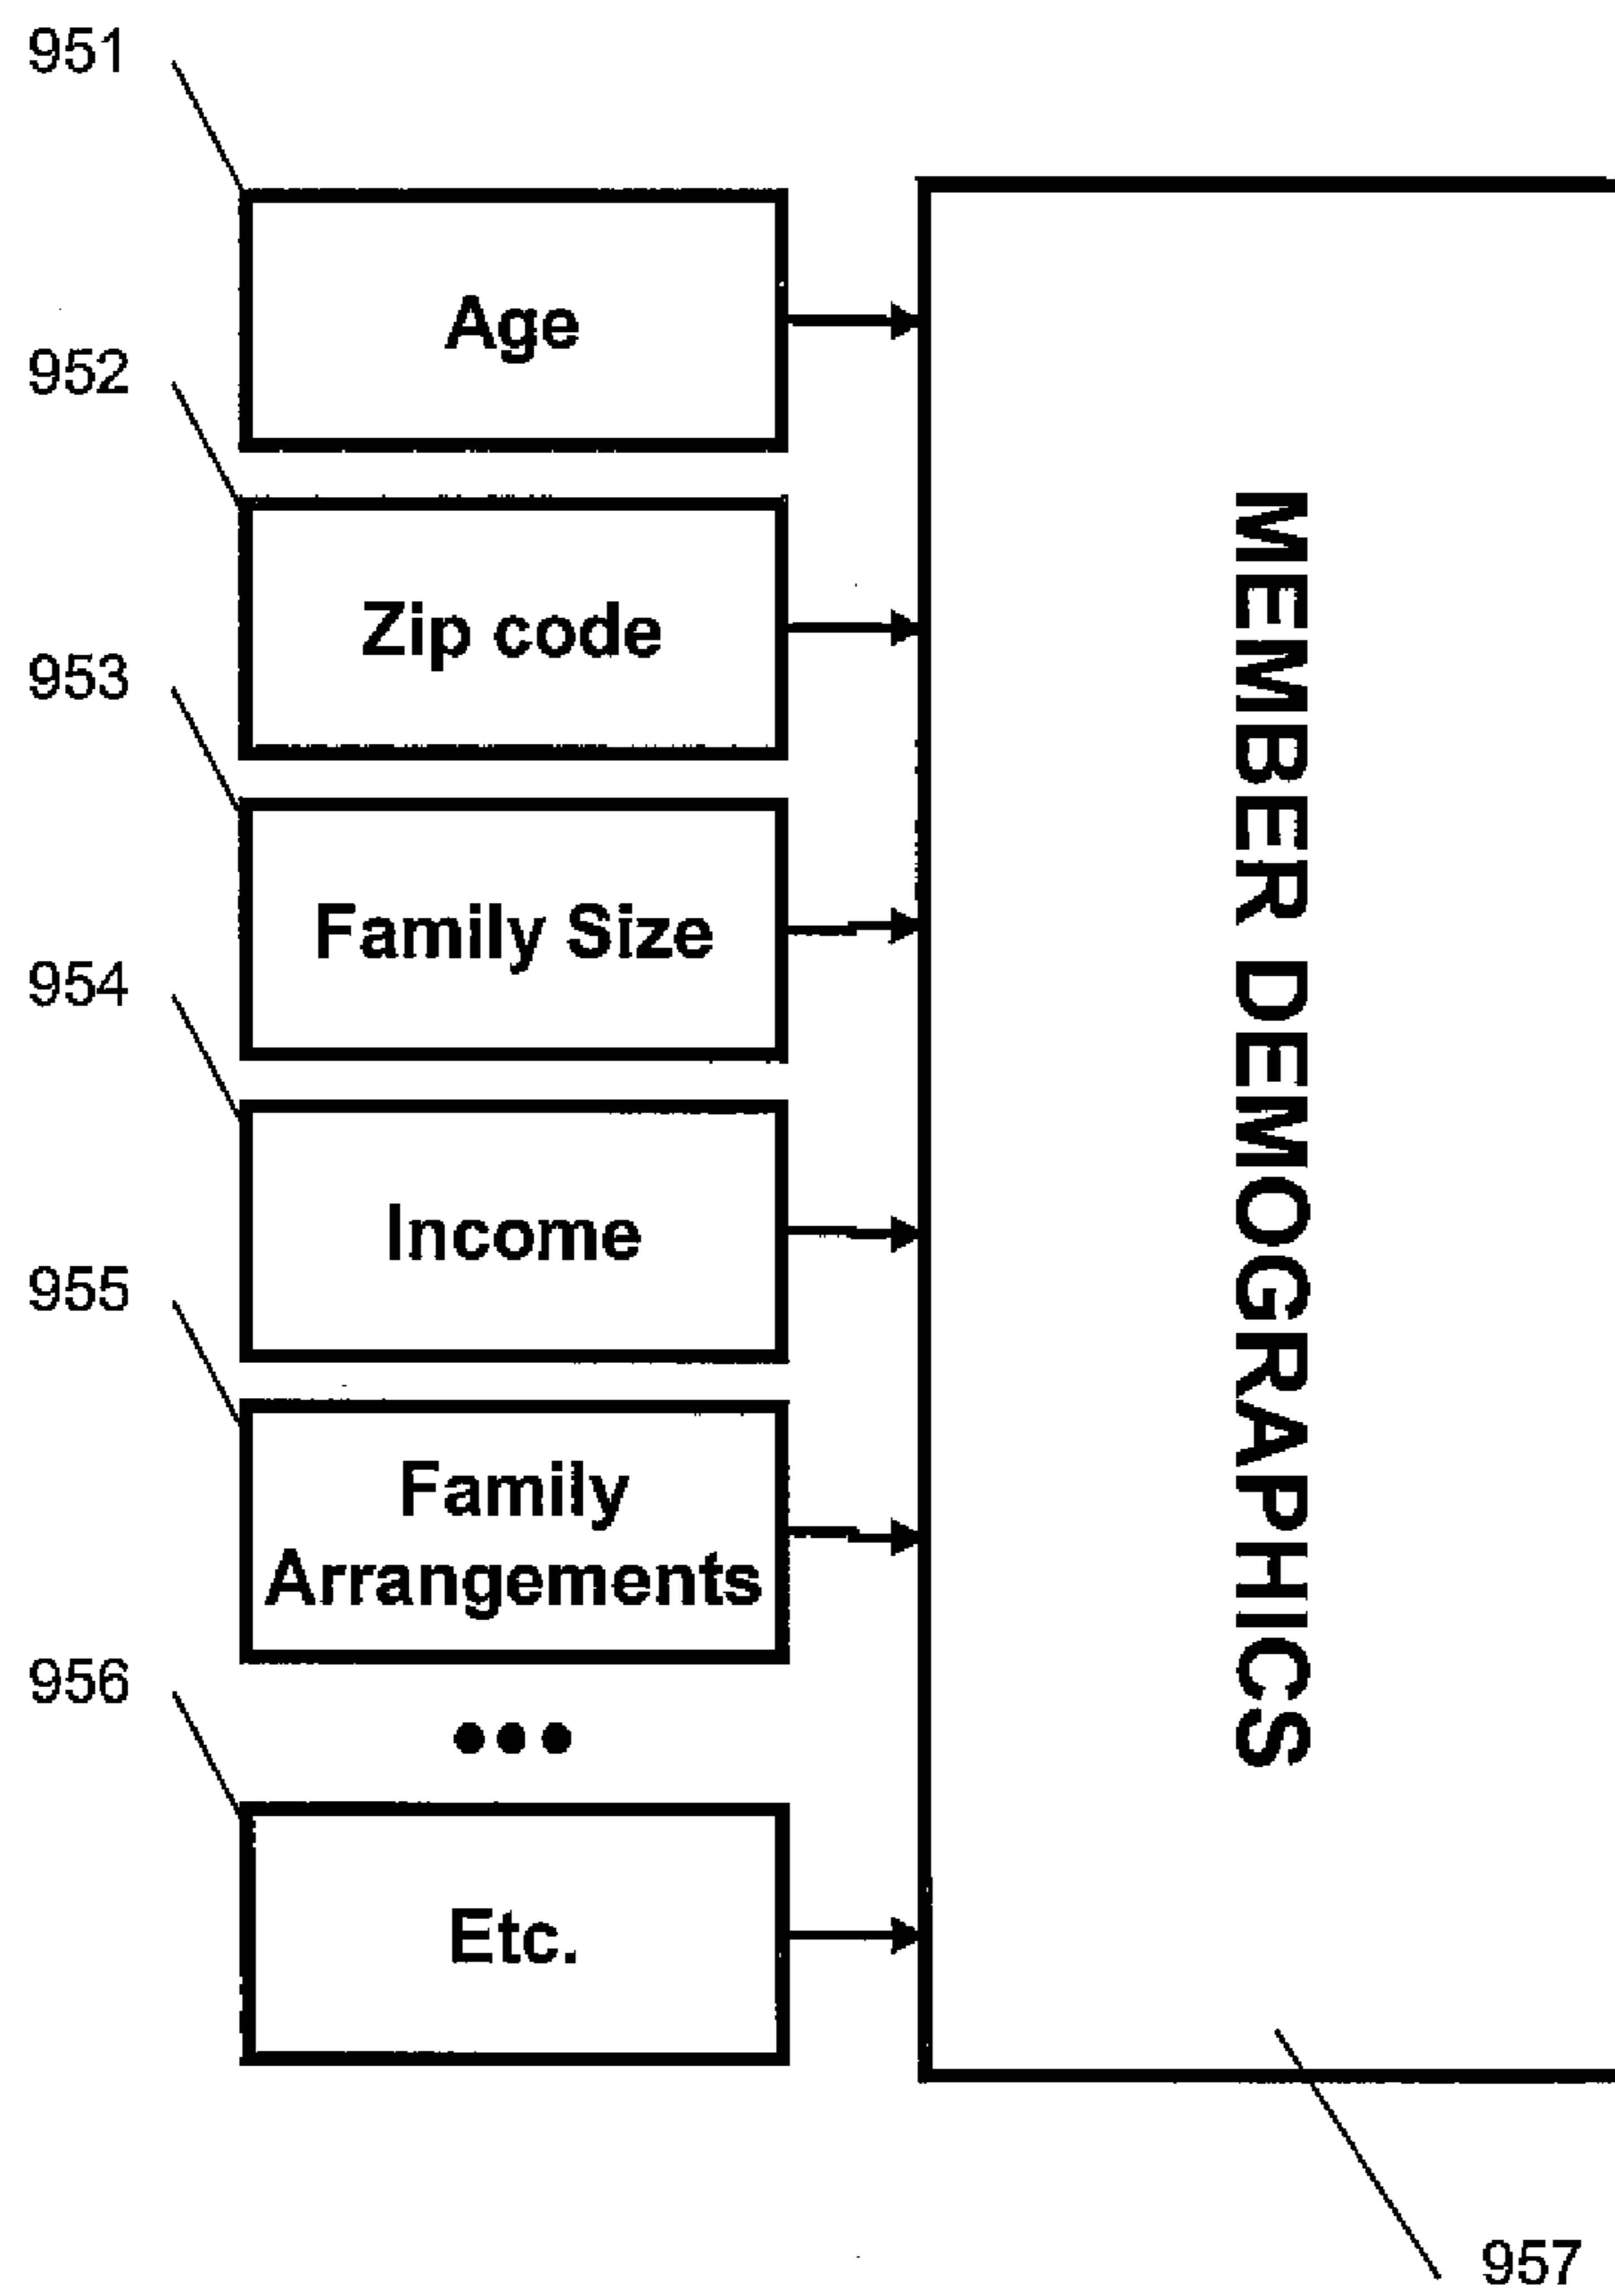 951
Age
952
Zip code
953
Family Size
954
Income
955
Family
Arrangements
956
•••
Etc.
MEMBER DEMOGRAPHICS
957